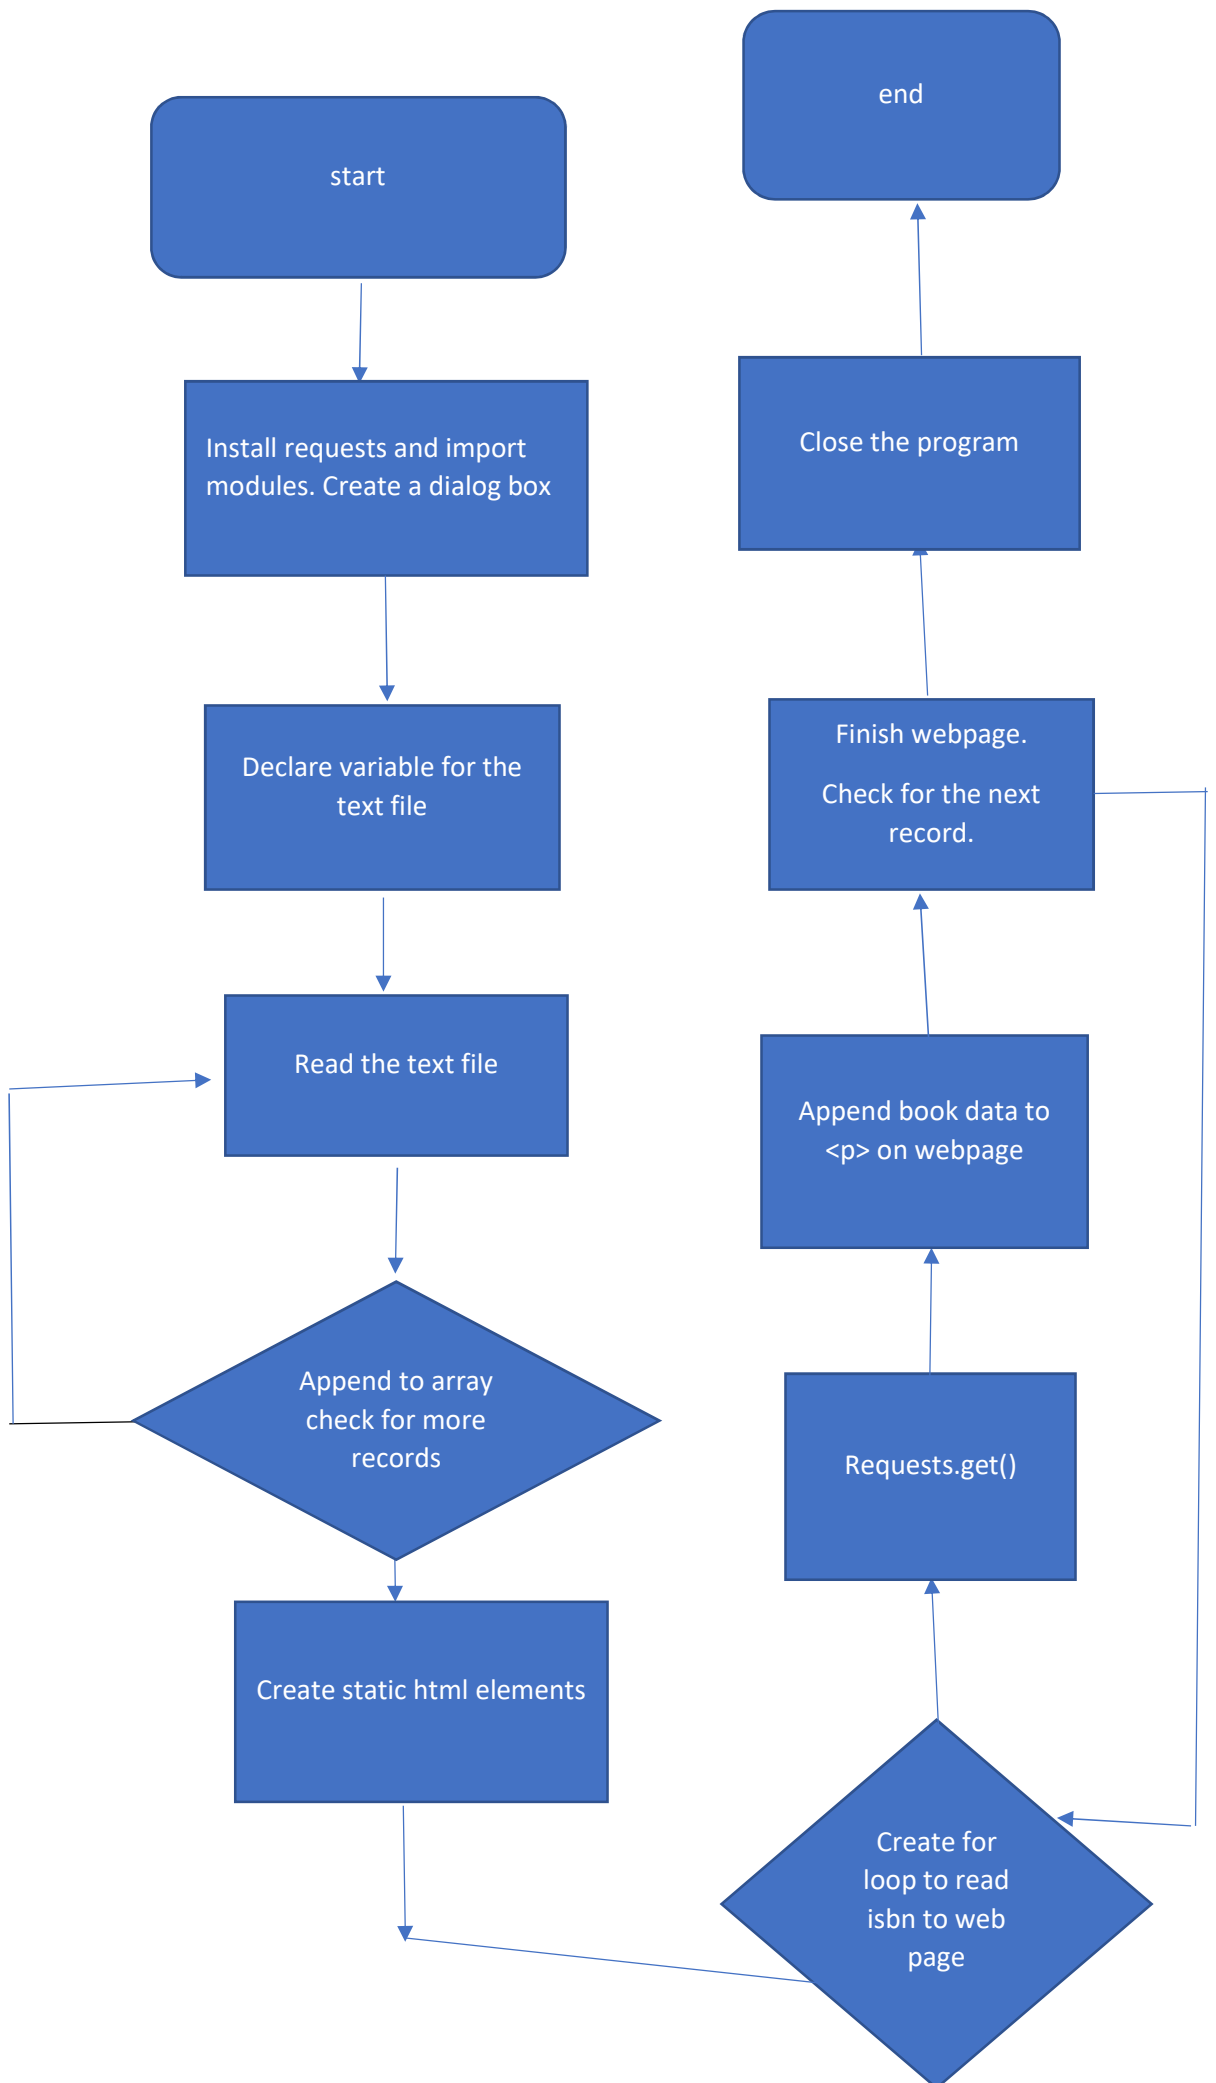 start
Install requests and import
modules. Create a dialog box
Declare variable for the
text file
Read the text file
Append to array
check for more
records
Create static html elements
Create for
loop to read
isbn to web
page
Requests.get()
Append book data to
<p> on webpage
Finish webpage.
Check for the next
record.
Close the program
end